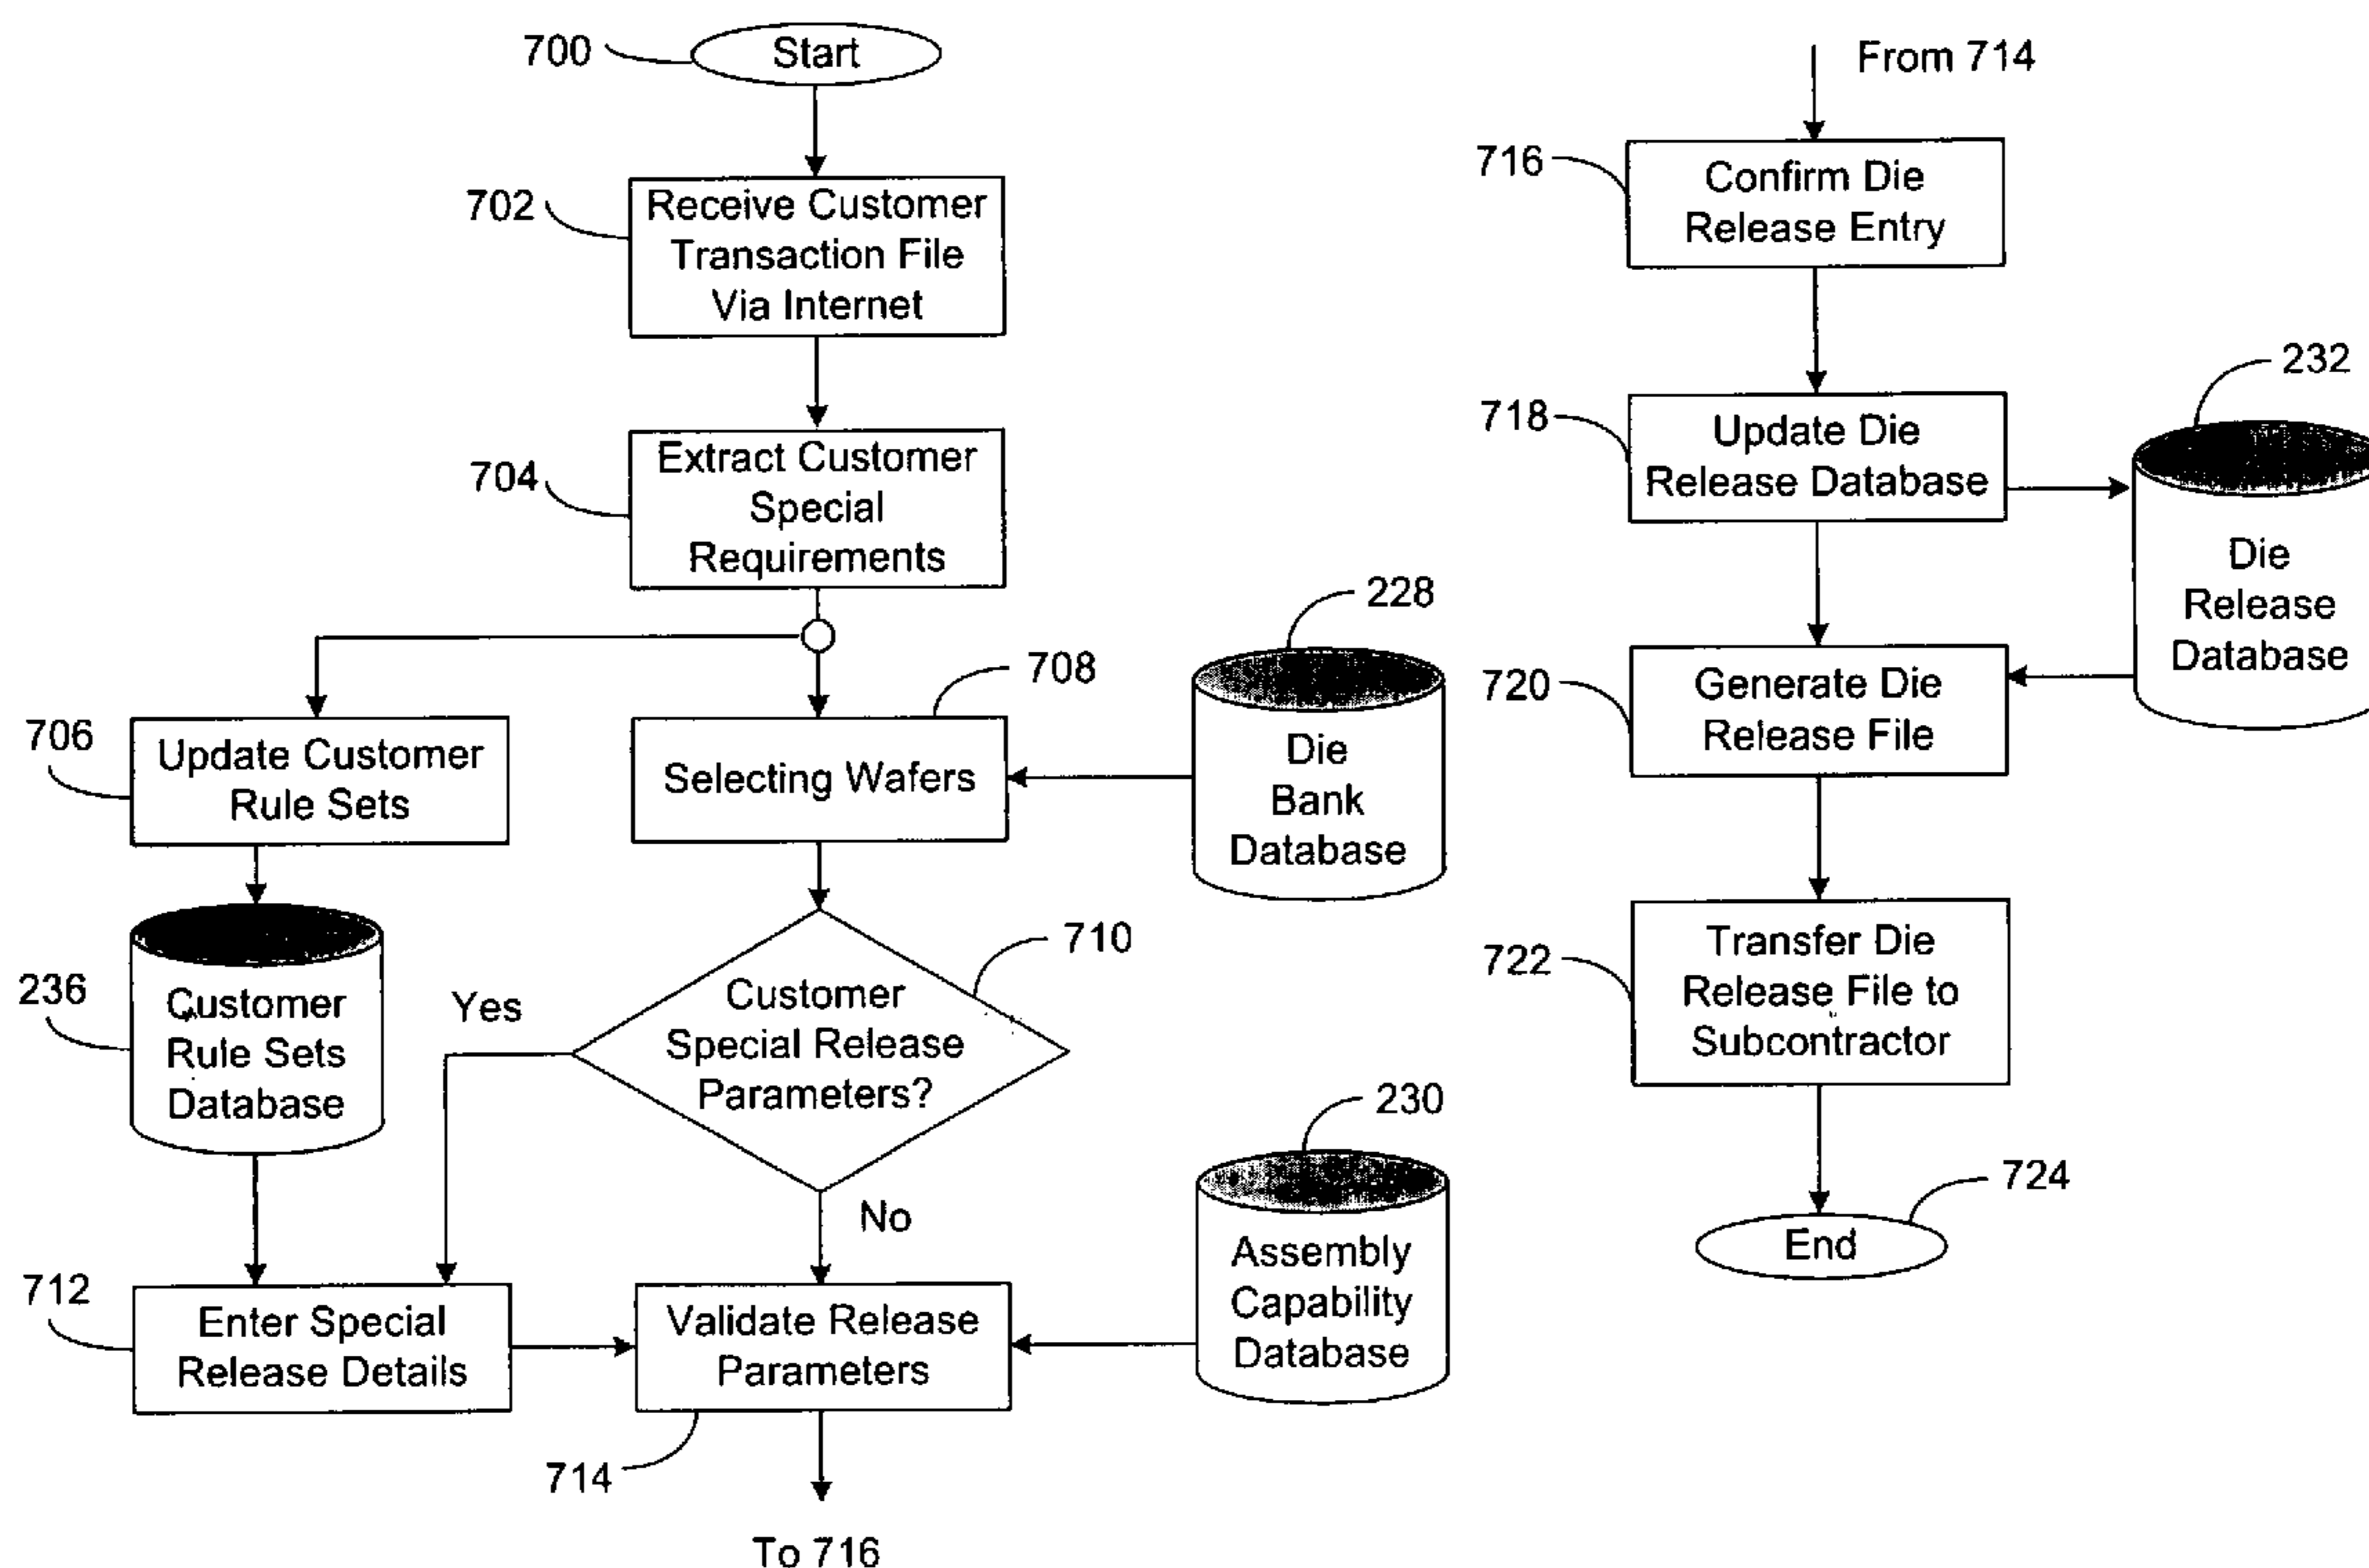 700
Start
702
Receive Customer
Transaction File
Via Internet
704
Extract Customer
Special
Requirements
706
Update Customer
Rule Sets
708
Selecting Wafers
228
Die
Bank
Database
236
Customer
Rule Sets
Database
Yes
710
Customer
Special Release
Parameters?
No
230
Assembly
Capability
Database
712
Enter Special
Release Details
Validate Release
Parameters
714
To 716
From 714
716
Confirm Die
Release Entry
718
Update Die
Release Database
232
Die
Release
Database
720
Generate Die
Release File
722
Transfer Die
Release File to
Subcontractor
724
End